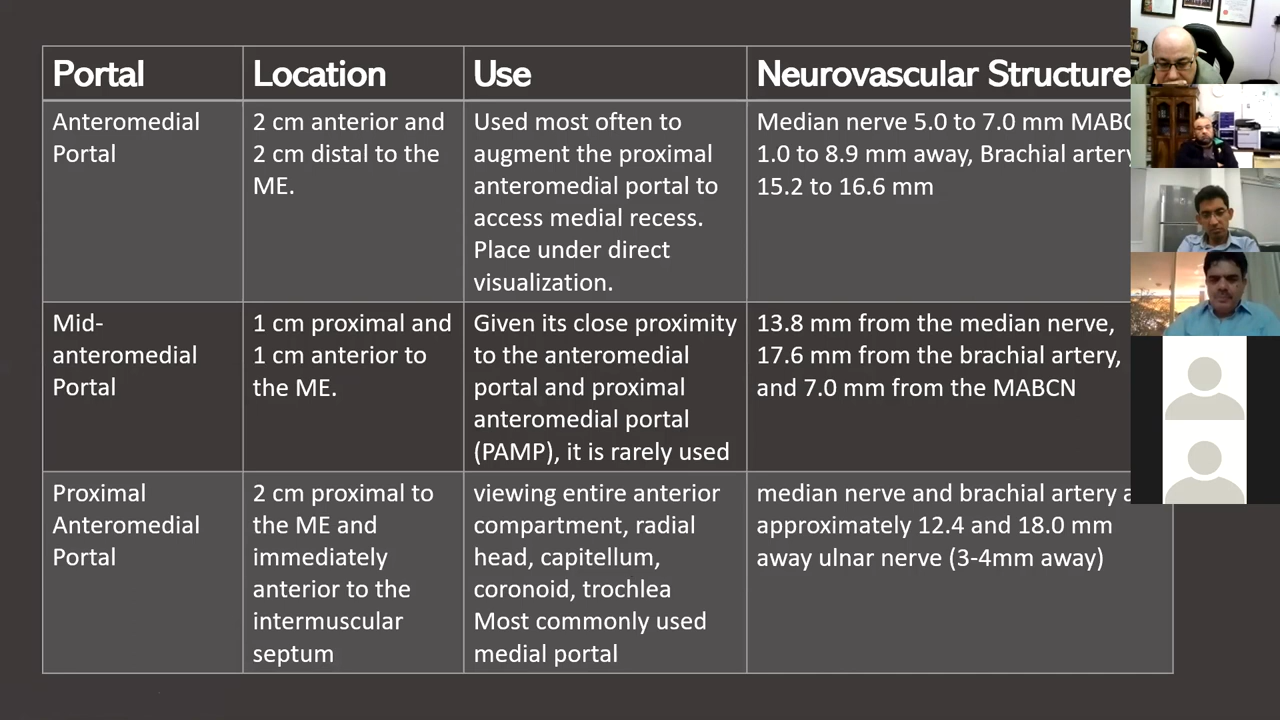 Portal
Location
Use
Neurovascular Structure
Anteromedial
Portal
2 cm anterior and
2 cm distal to the
ME.
Used most often to
augment the proximal
anteromedial portal to
access medial recess.
Place under direct
visualization.
Median nerve 5.0 to 7.0 mm
1.0 to 8.9 mm away, Brachial artery
15.2 to 16.6 mm
Mid-
anteromedial
Portal
1 cm proximal and
1 cm anterior to
the ME.
Given its close proximity
to the anteromedial
portal and proximal
anteromedial portal
(PAMP), it is rarely used
13.8 mm from the median nerve,
17.6 mm from the brachial artery,
and 7.0 mm from the MABCN
Proximal
Anteromedial
Portal
2 cm proximal to
the ME and
immediately
anterior to the
intermuscular
septum
viewing entire anterior
compartment, radial
head, capitellum,
coronoid, trochlea
Most commonly used
medial portal
median nerve and brachial artery
approximately 12.4 and 18.0 mm
away ulnar nerve (3-4mm away)